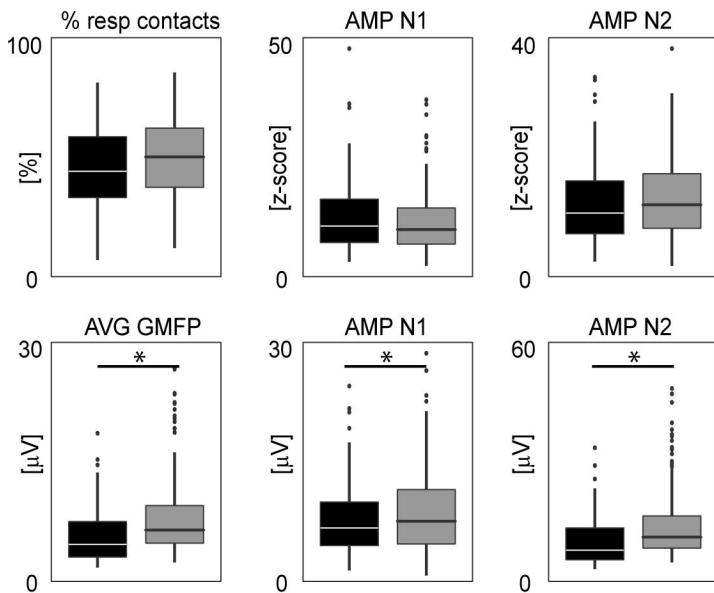 % resp contacts
AMP N1
AMP N2
100
50
40
[%]
[z-score]
[z-score]
0
0
0
AVG GMFP
AMP N1
AMP N2
30
30
60
*
*
*
[µV]
[µV]
[µV]
0
0
0